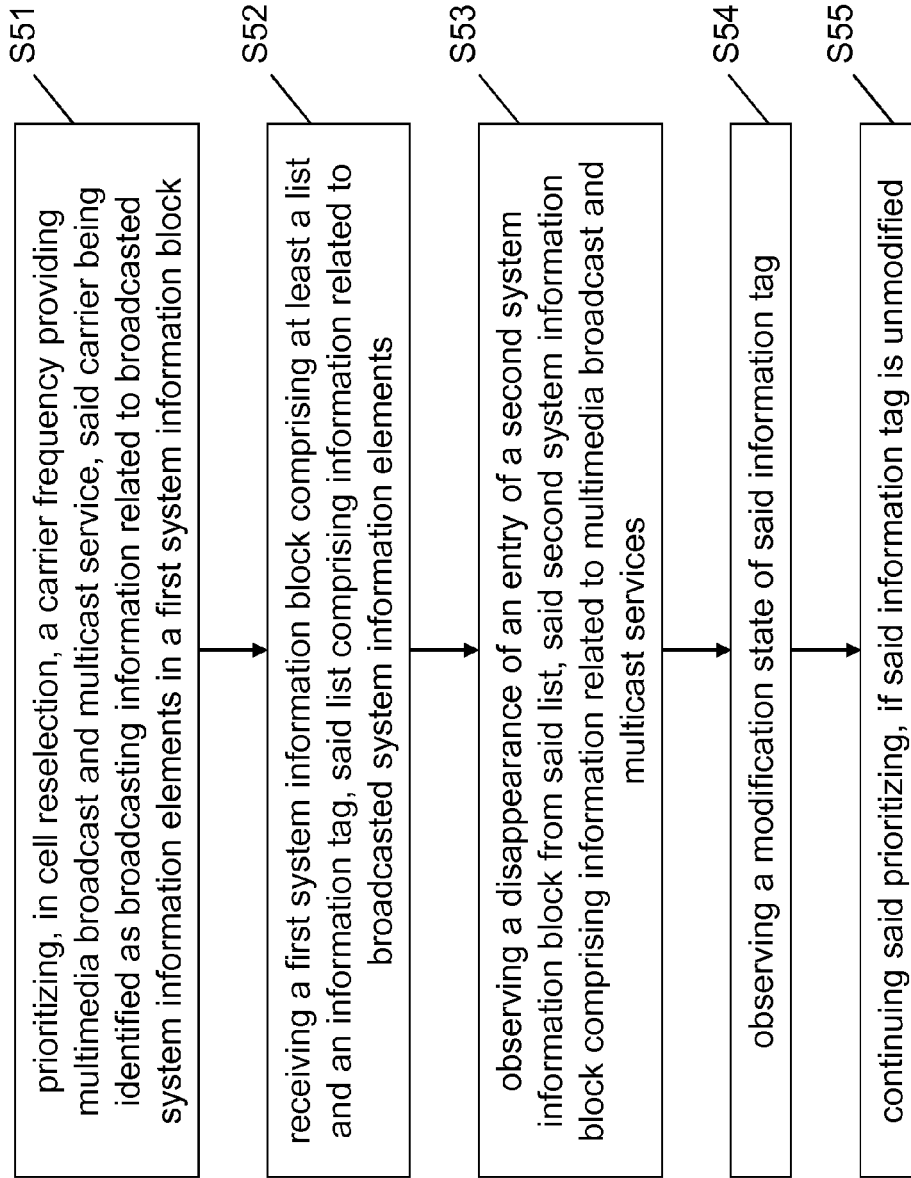 S51
prioritizing, in cell reselection, a carrier frequency providing
multimedia broadcast and multicast service, said carrier being
identified as broadcasting information related to broadcasted
system information elements in a first system information block
S52
receiving a first system information block comprising at least a list
and an information tag, said list comprising information related to
broadcasted system information elements
S53
observing a disappearance of an entry of a second system
information block from said list, said second system information
block comprising information related to multimedia broadcast and
multicast services
S54
observing a modification state of said information tag
S55
continuing said prioritizing, if said information tag is unmodified